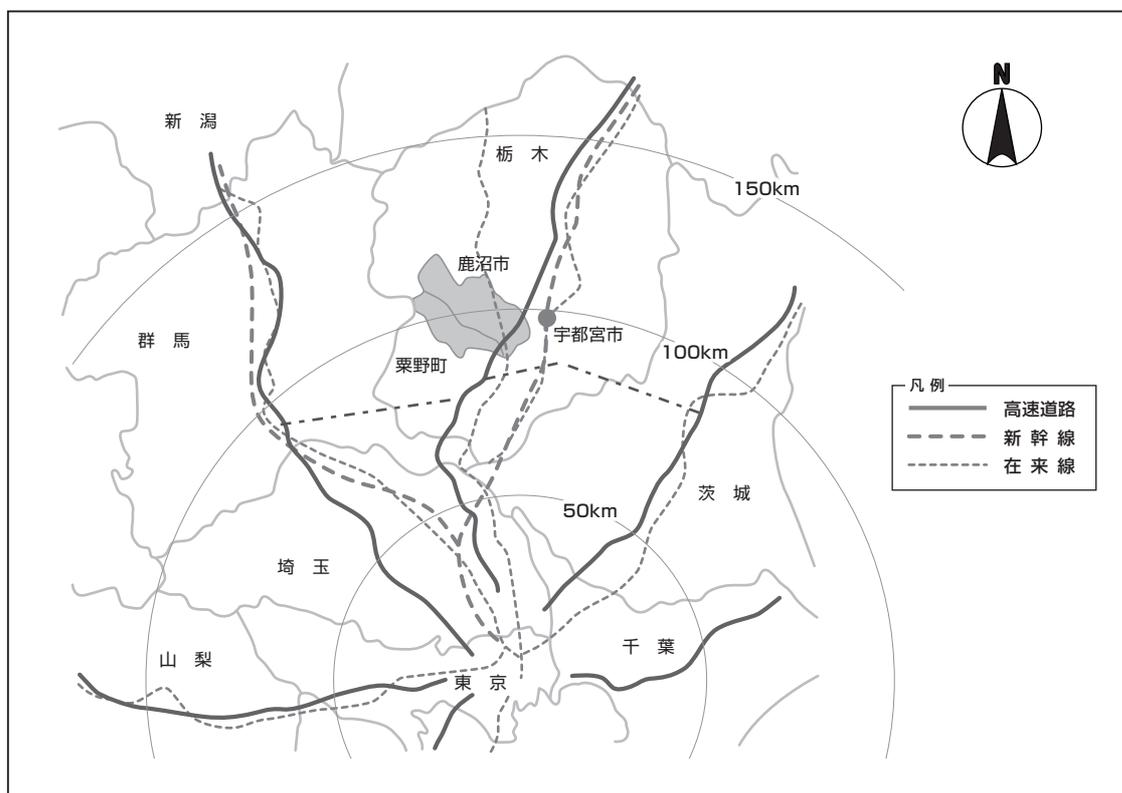 N
新潟
栃木
150km
鹿沼市
宇都宮市
群馬
100km
粟野町
凡例
高速道路
新幹線
在来線
茨城
50km
埼玉
千葉
山梨
東京